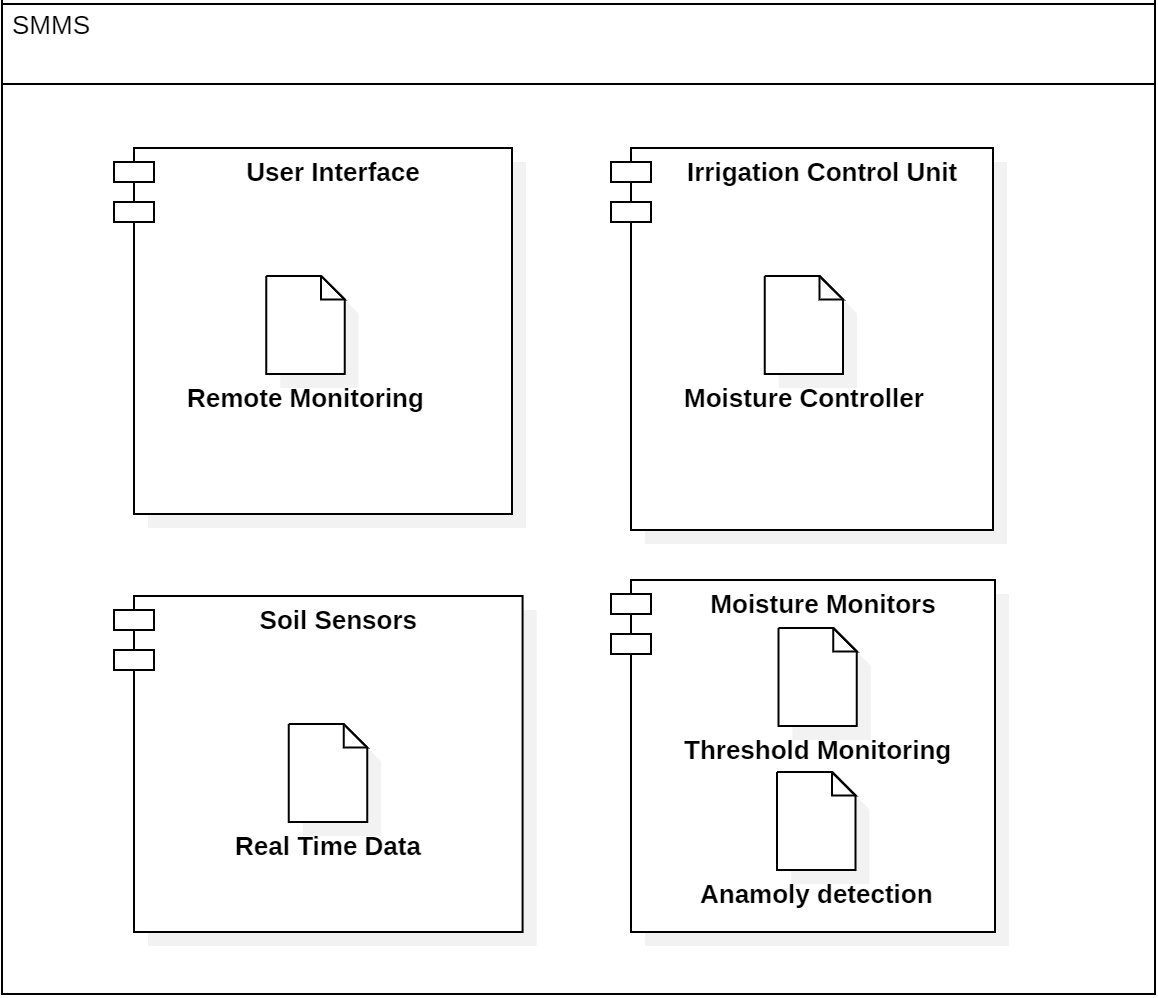 SMMS
User Interface
Remote Monitoring
Irrigation Control Unit
Moisture Controller
Soil Sensors
Real Time Data
Moisture Monitors
Threshold Monitoring
Anamoly detection